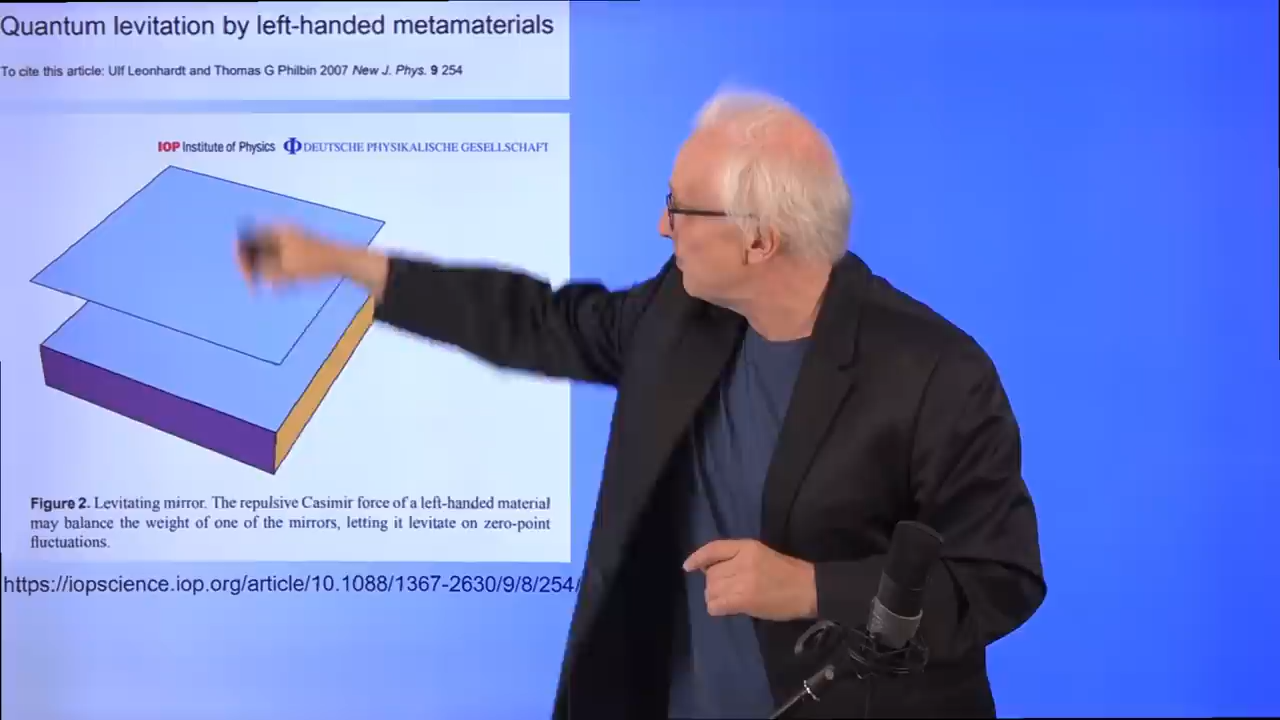 Quantum levitation by left-handed metamaterials
To cite this article: Ulf Leonhardt and Thomas G Philbin 2007 New J. Phys. 9 254
IOP Institute of Physics Φ DEUTSCHE PHYSIKALISCHE GESELLSCHAFT
Figure 2. Levitating mirror. The repulsive Casimir force of a left-handed material
may balance the weight of one of the mirrors, letting it levitate on zero-point
fluctuations.
https://iopscience.iop.org/article/10.1088/1367-2630/9/8/254/